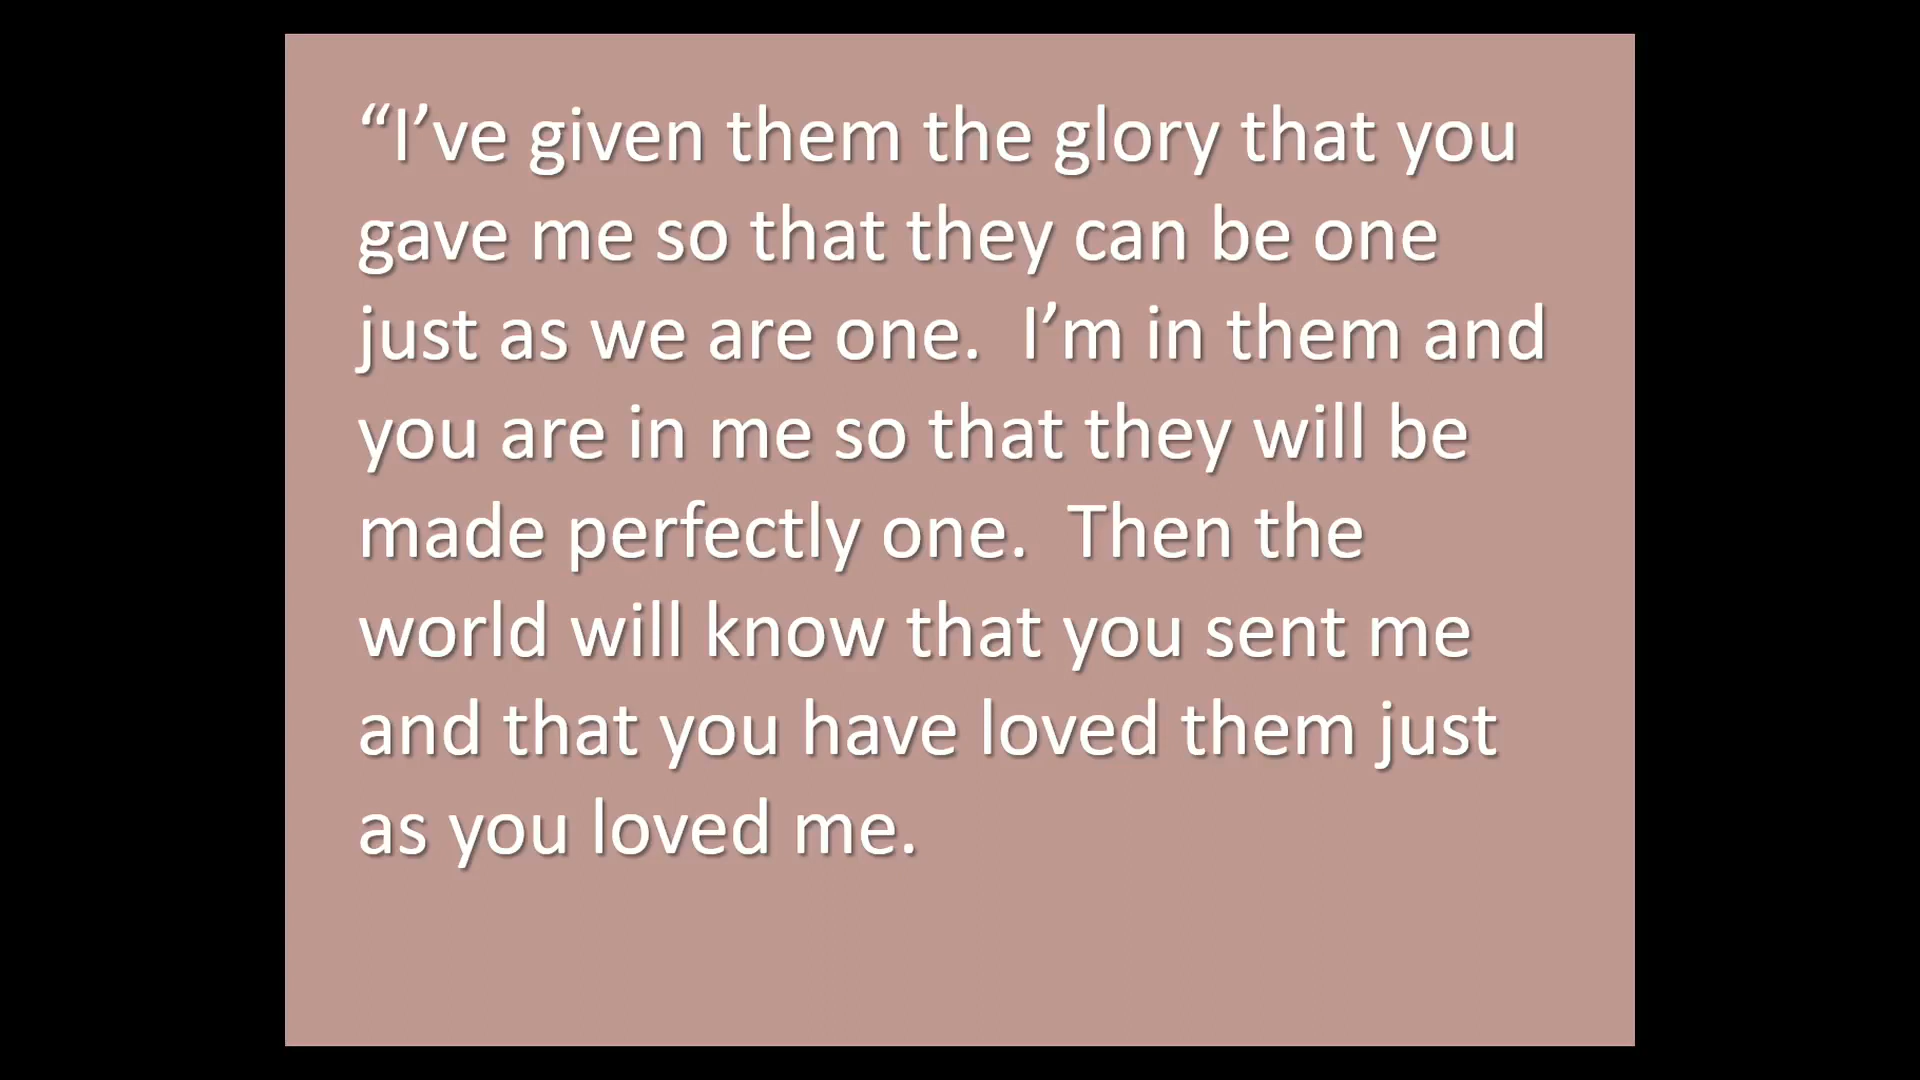 “I’ve given them the glory that you
gave me so that they can be one
just as we are one.  I’m in them and
you are in me so that they will be
made perfectly one.  Then the
world will know that you sent me
and that you have loved them just
as you loved me.